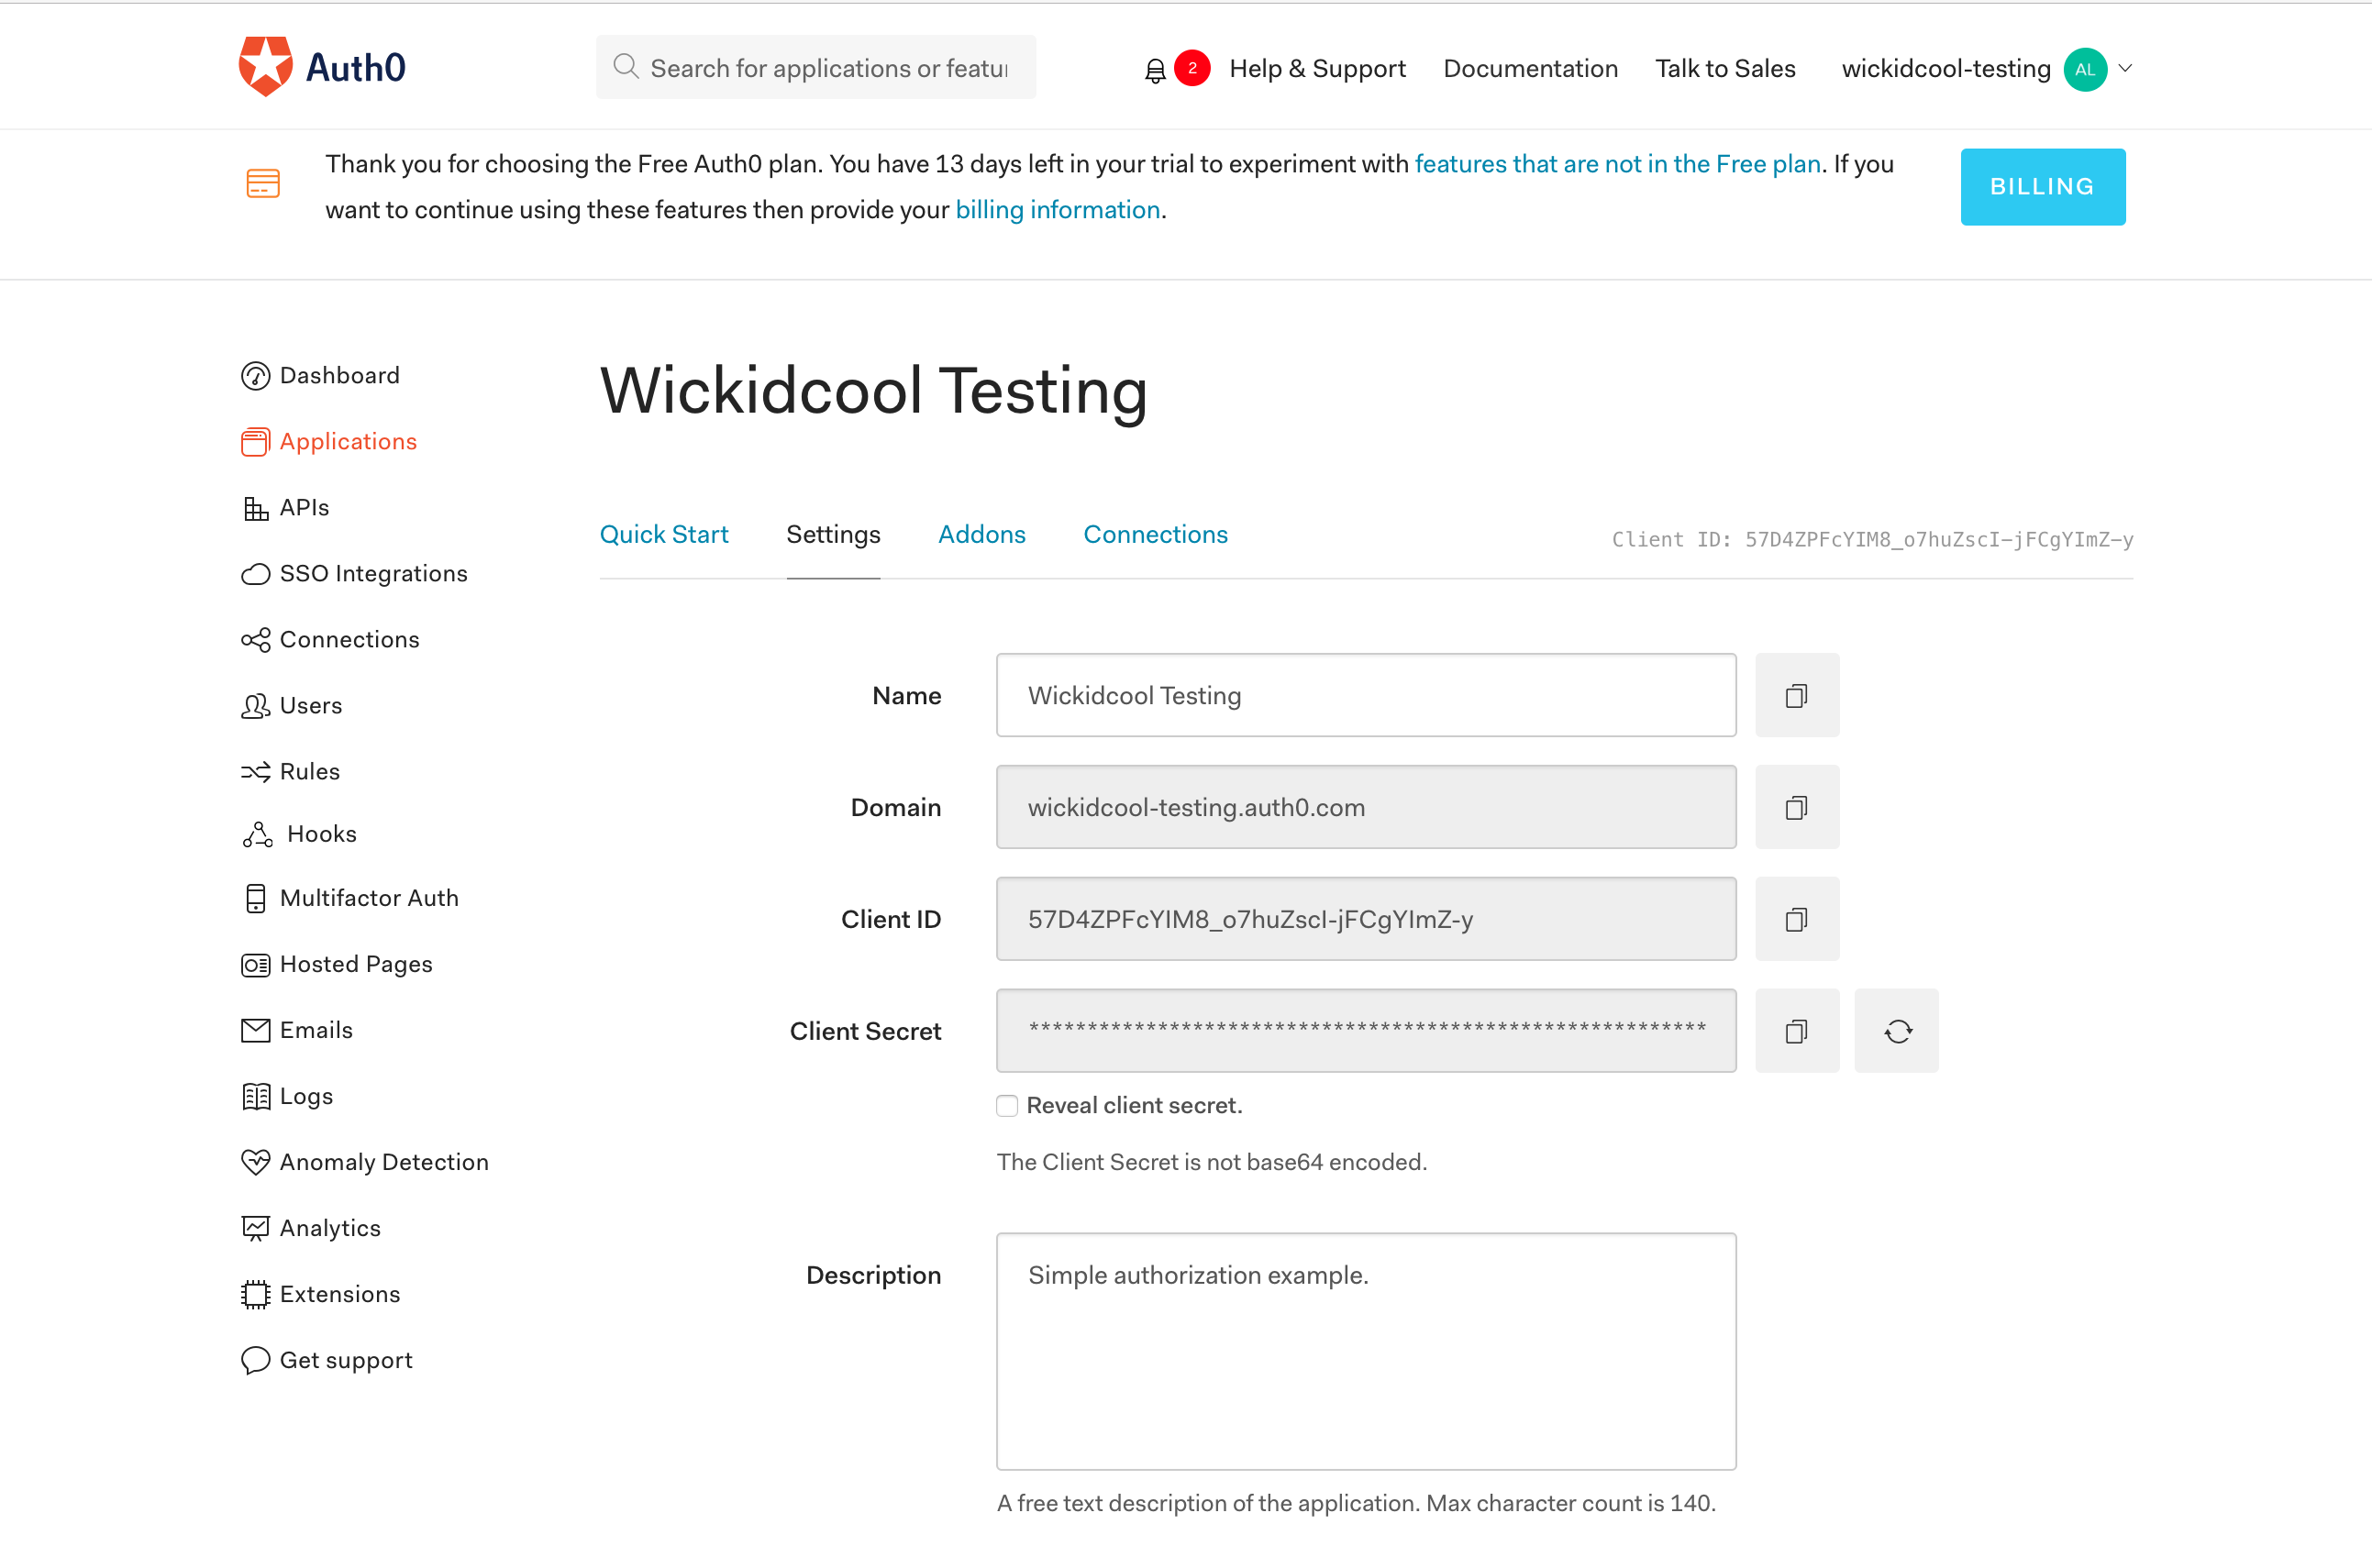 Auth0
Search for applications or featu
2
Help & Support
Documentation
Talk to Sales
wickidcool-testing
AL
Thank you for choosing the Free Auth0 plan. You have 13 days left in your trial to experiment with features that are not in the Free plan. If you
want to continue using these features then provide your billing information.
BILLING
Dashboard
Applications
APIs
SSO Integrations
Connections
Users
Rules
Hooks
Multifactor Auth
Hosted Pages
Emails
Logs
Anomaly Detection
Analytics
Extensions
Get support
Wickidcool Testing
Quick Start
Settings
Addons
Connections
Client ID: 57D4ZPFcYIM8_o7huZscI-jFCgYImZ-y
Name
Wickidcool Testing
Domain
wickidcool-testing.auth0.com
Client ID
57D4ZPFcYIM8_o7huZscI-jFCgYImZ-y
Client Secret
**********************************************************
Reveal client secret.
The Client Secret is not base64 encoded.
Description
Simple authorization example.
A free text description of the application. Max character count is 140.